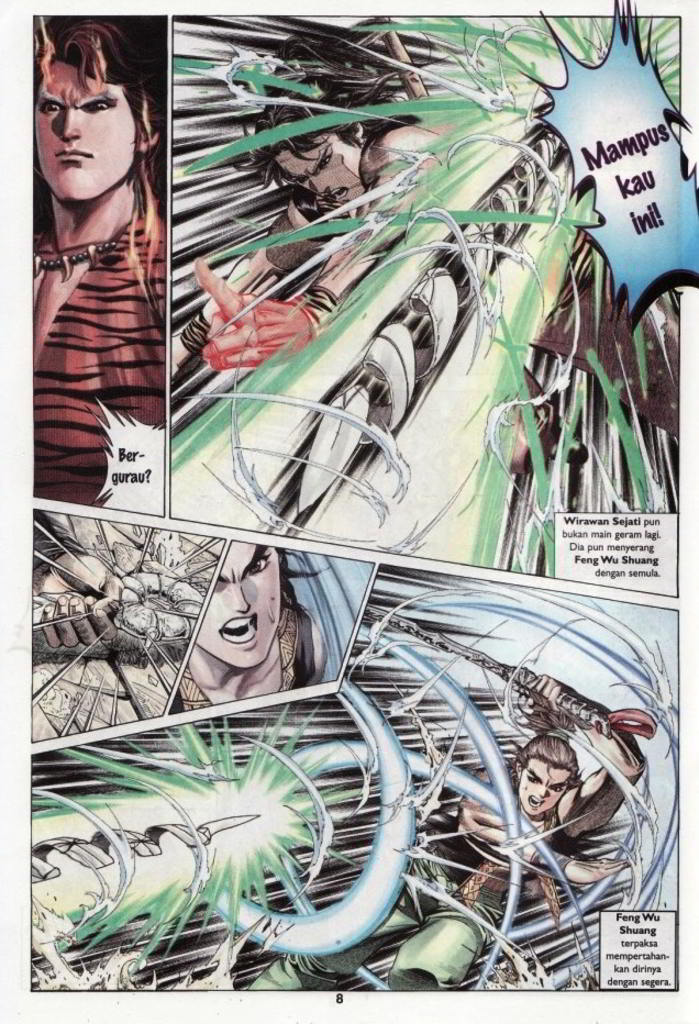 Ber-
gurau?
Mampus
kau
ini!
Wirawan Sejati pun
bukan main geram lagi.
Dia pun menyerang
Feng Wu Shuang
dengan semula.
Feng Wu
Shuang
terpaksa
mempertahan-
kan dirinya
dengan segera.
8